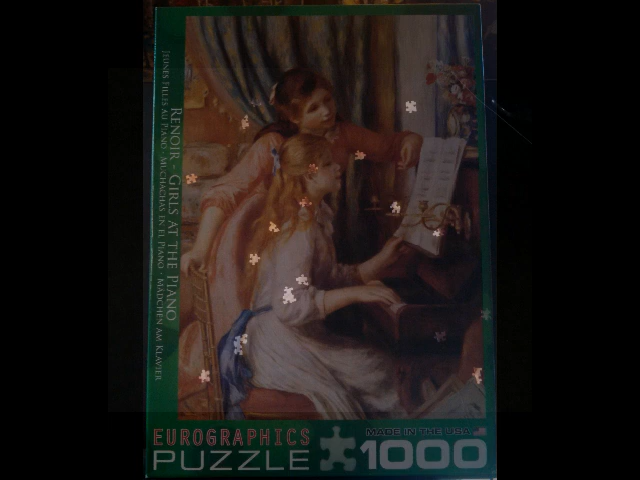 RENOIR - GIRLS AT THE PIANO
JEUNES FILLES AU PIANO · MUCHACHAS EN EL PIANO · MÄDCHEN AM KLAVIER
EUROGRAPHICS
PUZZLE
MADE IN THE USA
1000